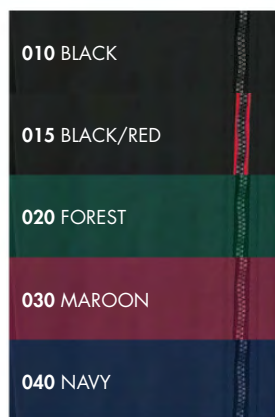 010 BLACK
015 BLACK/RED
020 FOREST
030 MAROON
040 NAVY